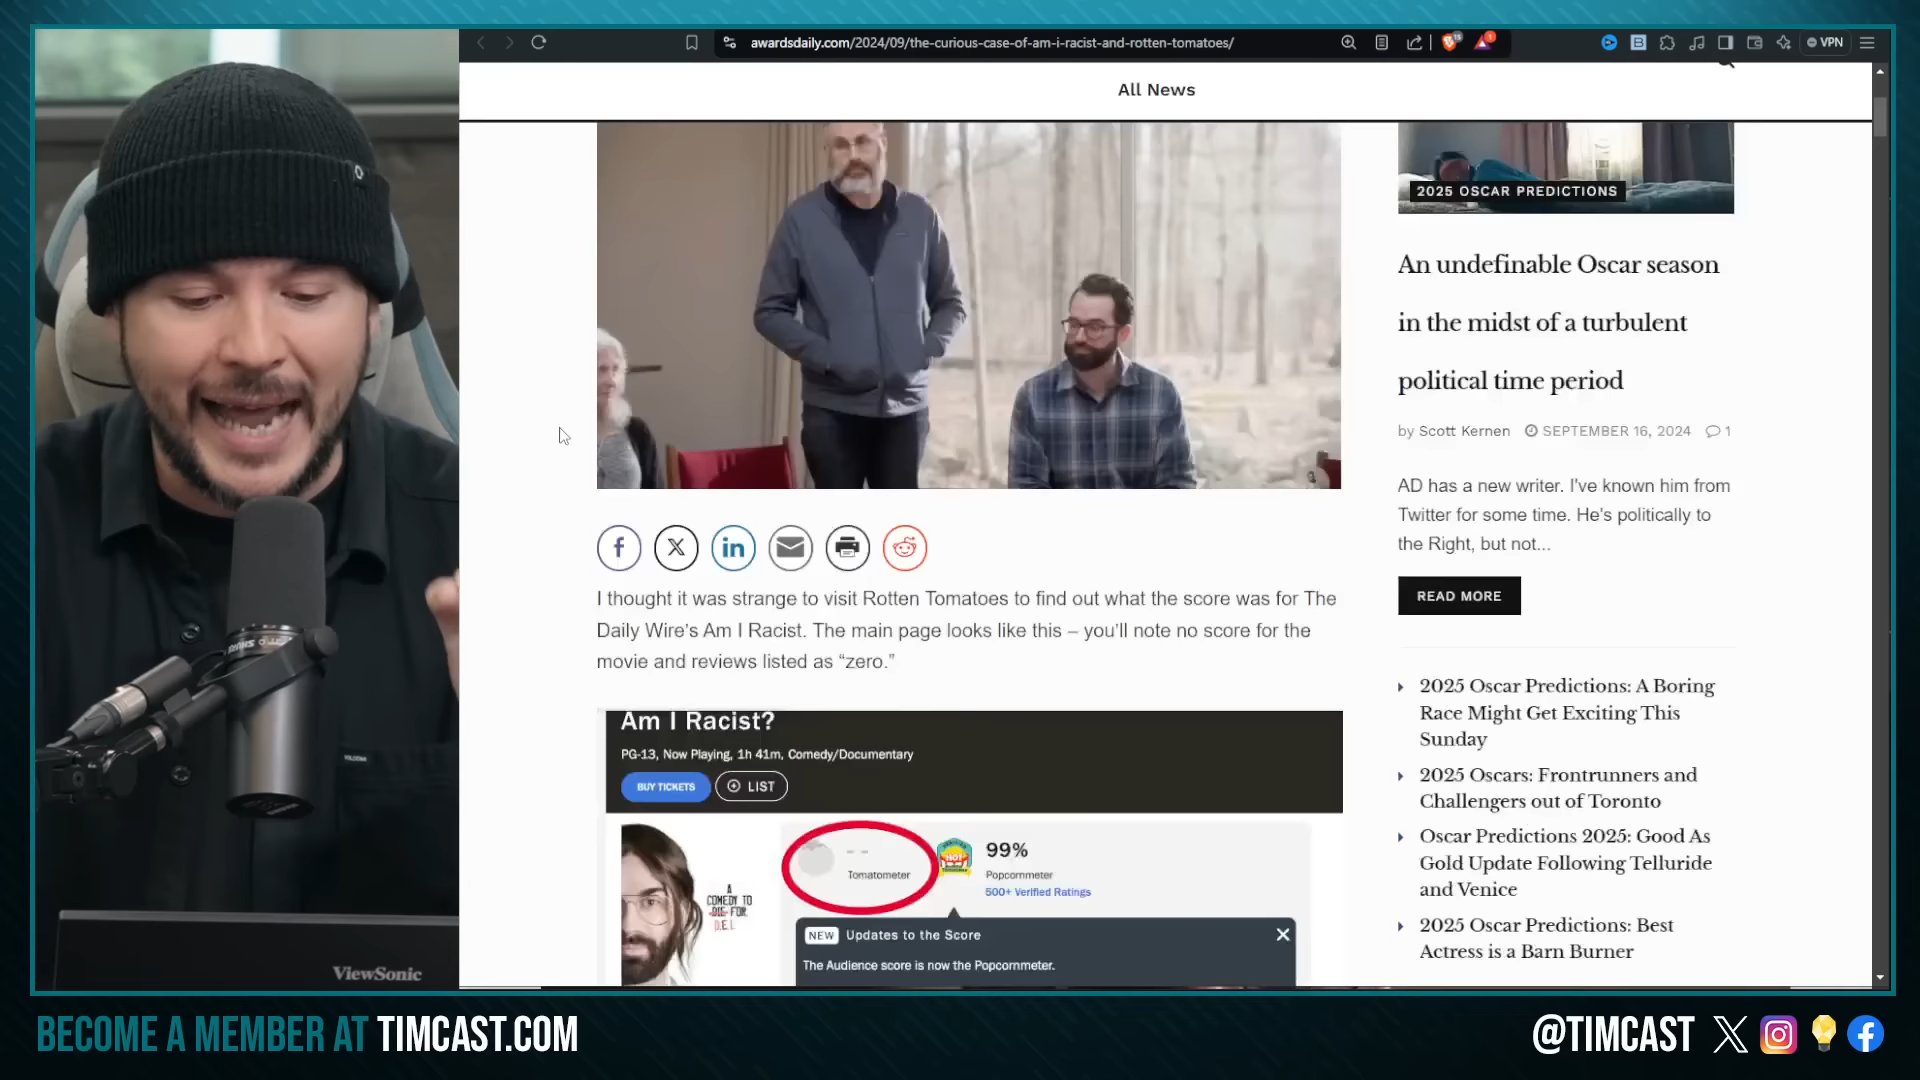 awardsdaily.com/2024/09/the-curious-case-of-am-i-racist-and-rotten-tomatoes/
VPN
All News
2025 OSCAR PREDICTIONS
An undefinable Oscar season
in the midst of a turbulent
political time period
by Scott Kernen SEPTEMBER 16, 2024 1
AD has a new writer. I've known him from
Twitter for some time. He's politically to
the Right, but not...
READ MORE
I thought it was strange to visit Rotten Tomatoes to find out what the score was for The
Daily Wire's Am I Racist. The main page looks like this – you'll note no score for the
movie and reviews listed as “zero.”
Am I Racist?
PG-13, Now Playing, 1h 41m, Comedy/Documentary
BUY TICKETS
LIST
A
COMEDY TO
DIE FOR
D.E.I.
- -
Tomatometer
HOT
99%
Popcornmeter
500+ Verified Ratings
NEW Updates to the Score
The Audience score is now the Popcornmeter.
2025 Oscar Predictions: A Boring
Race Might Get Exciting This
Sunday
2025 Oscars: Frontrunners and
Challengers out of Toronto
Oscar Predictions 2025: Good As
Gold Update Following Telluride
and Venice
2025 Oscar Predictions: Best
Actress is a Barn Burner
SHURE
VOLCOM
ViewSonic
BECOME A MEMBER AT TIMCAST.COM
@TIMCAST